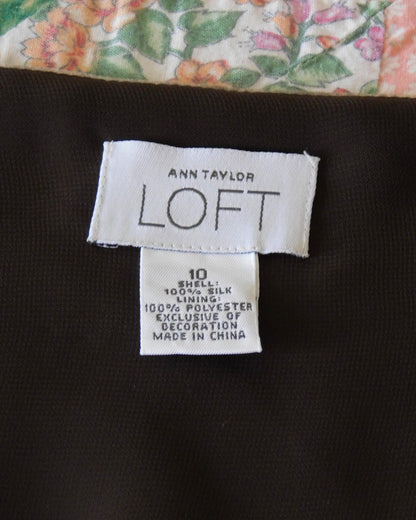 ANN TAYLOR
LOFT
10
SHELL:
100% SILK
LINING:
100% POLYESTER
EXCLUSIVE OF
DECORATION
MADE IN CHINA